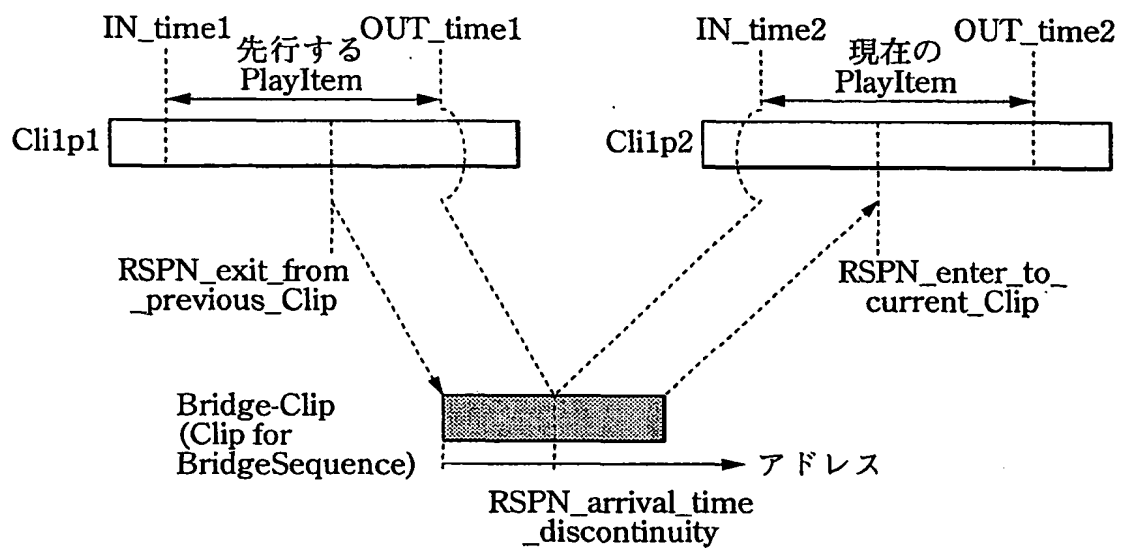 IN_time1
先行する
PlayItem
OUT_time1
IN_time2
現在の
PlayItem
OUT_time2
Cli1p1
Cli1p2
RSPN_exit_from
_previous_Clip
RSPN_enter_to_
current_Clip
Bridge-Clip
(Clip for
BridgeSequence)
アドレス
RSPN_arrival_time
_discontinuity